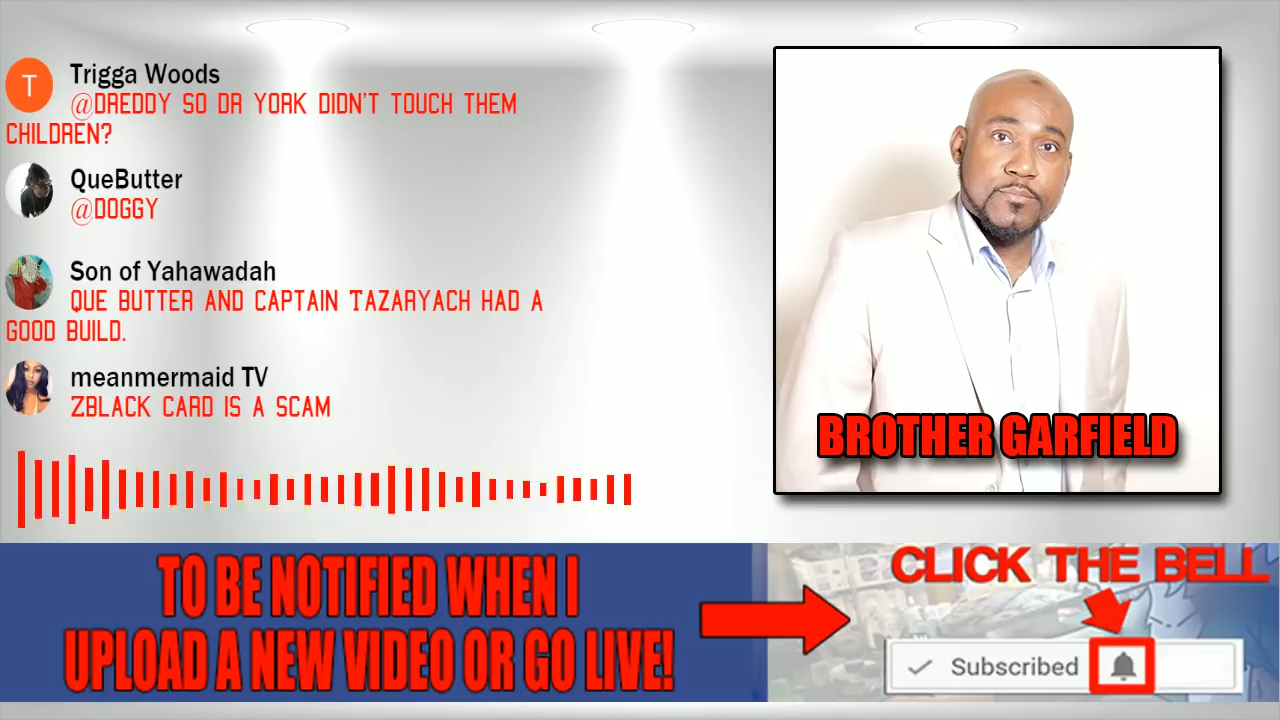 T
Trigga Woods
@DREDDY SO DR YORK DIDN'T TOUCH THEM
CHILDREN?
QueButter
@DOGGY
Son of Yahawadah
QUE BUTTER AND CAPTAIN TAZARYACH HAD A
GOOD BUILD.
meanmermaid TV
ZBLACK CARD IS A SCAM
BROTHER GARFIELD
TO BE NOTIFIED WHEN I
UPLOAD A NEW VIDEO OR GO LIVE!
CLICK THE BELL
Subscribed